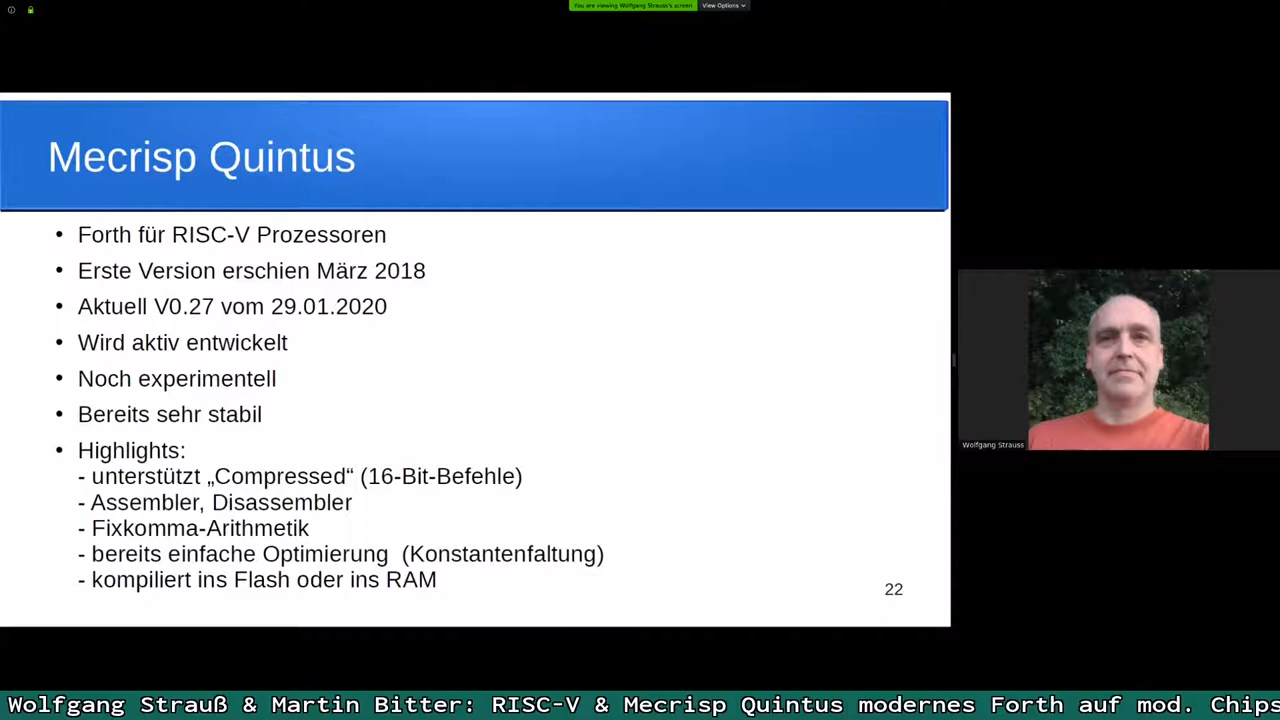 You are viewing Wolfgang Strauss's screen
View Options
Mecrisp Quintus
• Forth für RISC-V Prozessoren
• Erste Version erschien März 2018
• Aktuell V0.27 vom 29.01.2020
• Wird aktiv entwickelt
• Noch experimentell
• Bereits sehr stabil
• Highlights:
- unterstützt „Compressed“ (16-Bit-Befehle)
- Assembler, Disassembler
- Fixkomma-Arithmetik
- bereits einfache Optimierung (Konstantenfaltung)
- kompiliert ins Flash oder ins RAM
22
Wolfgang Strauss
Wolfgang Strauß & Martin Bitter: RISC-V & Mecrisp Quintus modernes Forth auf mod. Chips